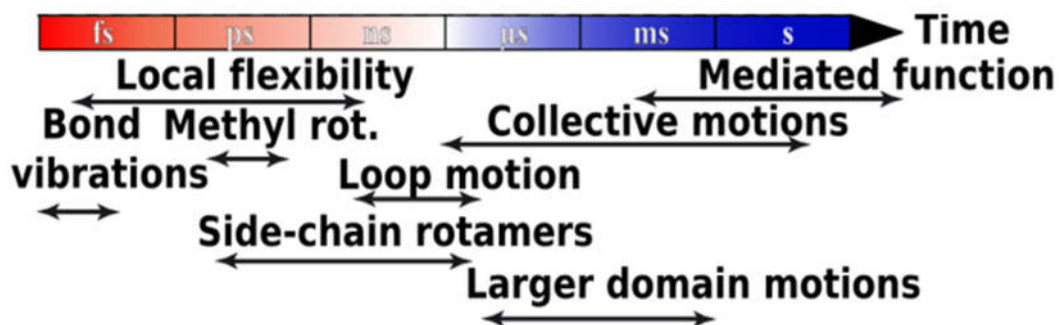 fs ps ns μs ms s Time
Local flexibility Mediated function
Bond Methyl rot. Collective motions
vibrations Loop motion
Side-chain rotamers
Larger domain motions